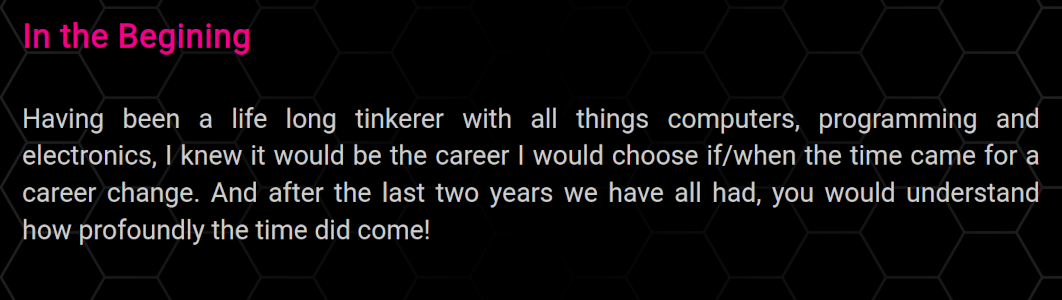 In the Begining
Having been a life long tinkerer with all things computers, programming and
electronics, I knew it would be the career I would choose if/when the time came for a
career change. And after the last two years we have all had, you would understand
how profoundly the time did come!